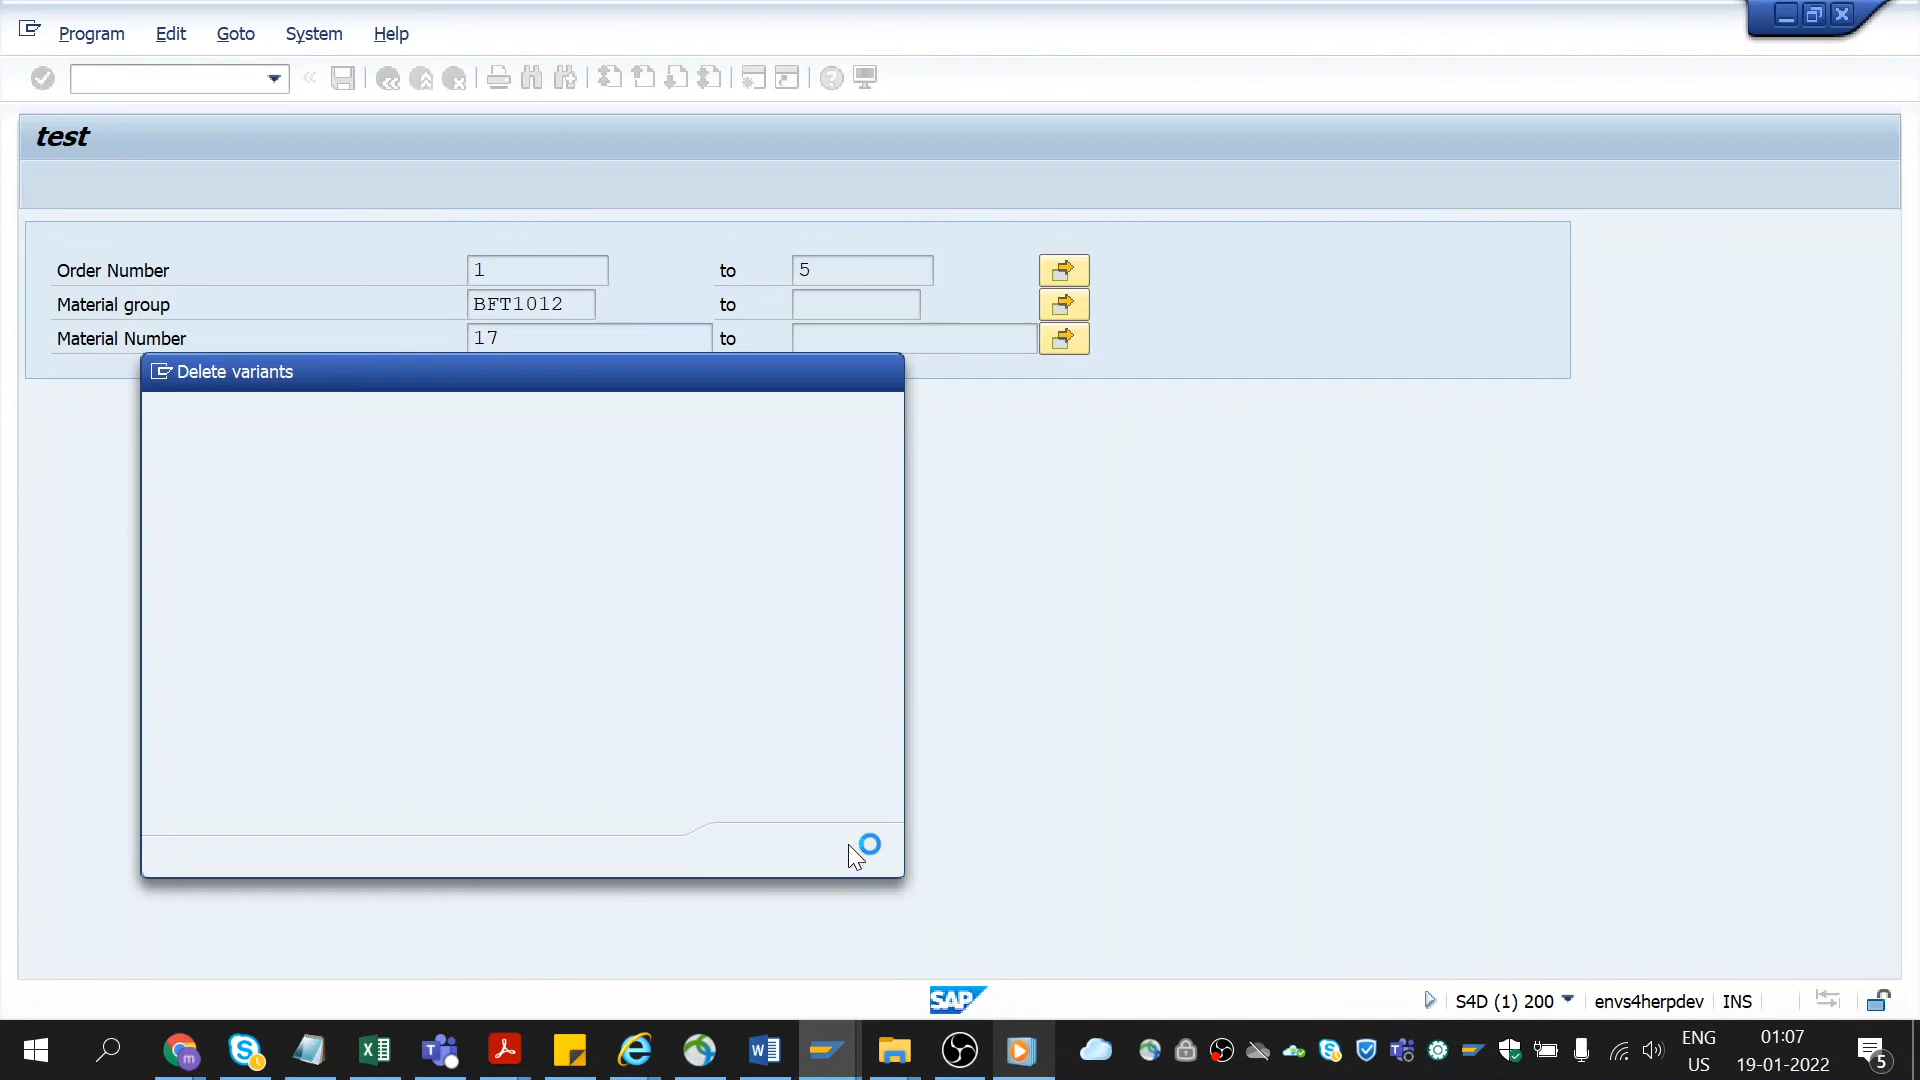 Program Edit Goto System Help
test
Order Number 1 to 5
Material group BFT1012 to
Material Number 17 to
Delete variants
SAP S4D (1) 200 envs4herpdev INS
ENG 01:07
US 19-01-2022 5